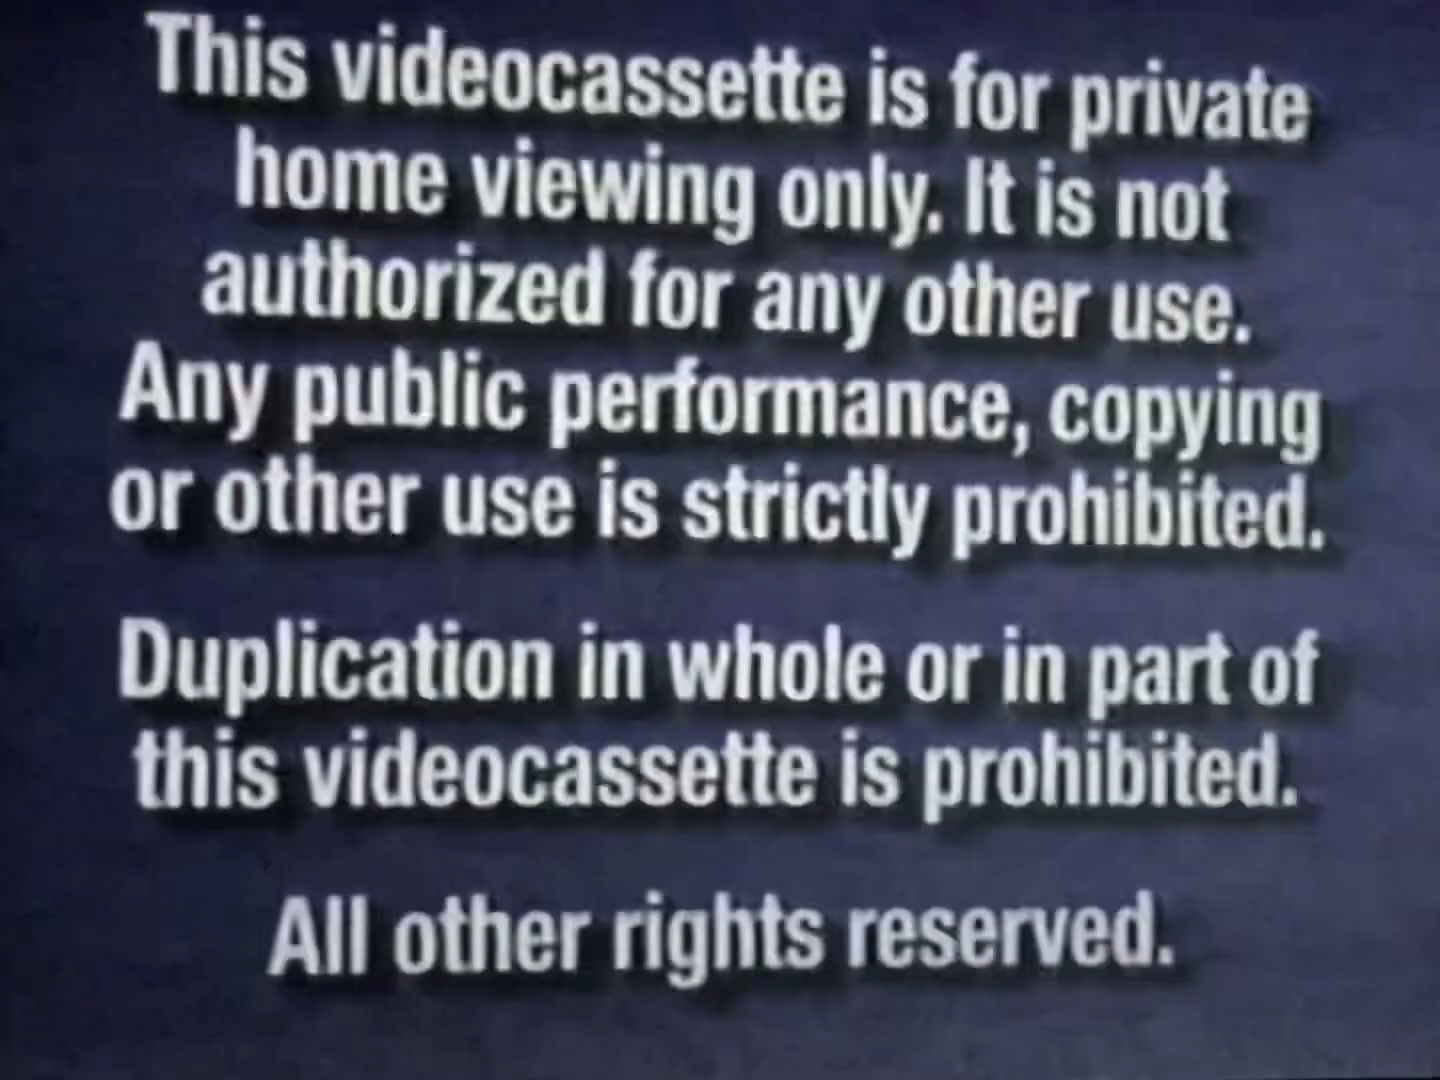 This videocassette is for private
home viewing only. It is not
authorized for any other use.
Any public performance, copying
or other use is strictly prohibited.
Duplication in whole or in part of
this videocassette is prohibited.
All other rights reserved.